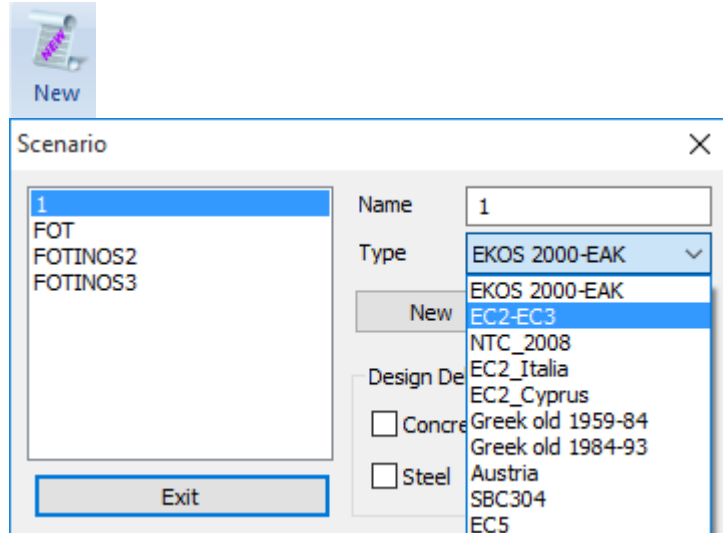 NEW
New
Scenario
1
FOT
FOTINOS2
FOTINOS3
Exit
Name
1
Type
EKOS 2000-EAK
EKOS 2000-EAK
EC2-EC3
NTC_2008
EC2_Italia
EC2_Cyprus
Greek old 1959-84
Greek old 1984-93
Austria
SBC304
EC5
New
Design De
Concre
Steel